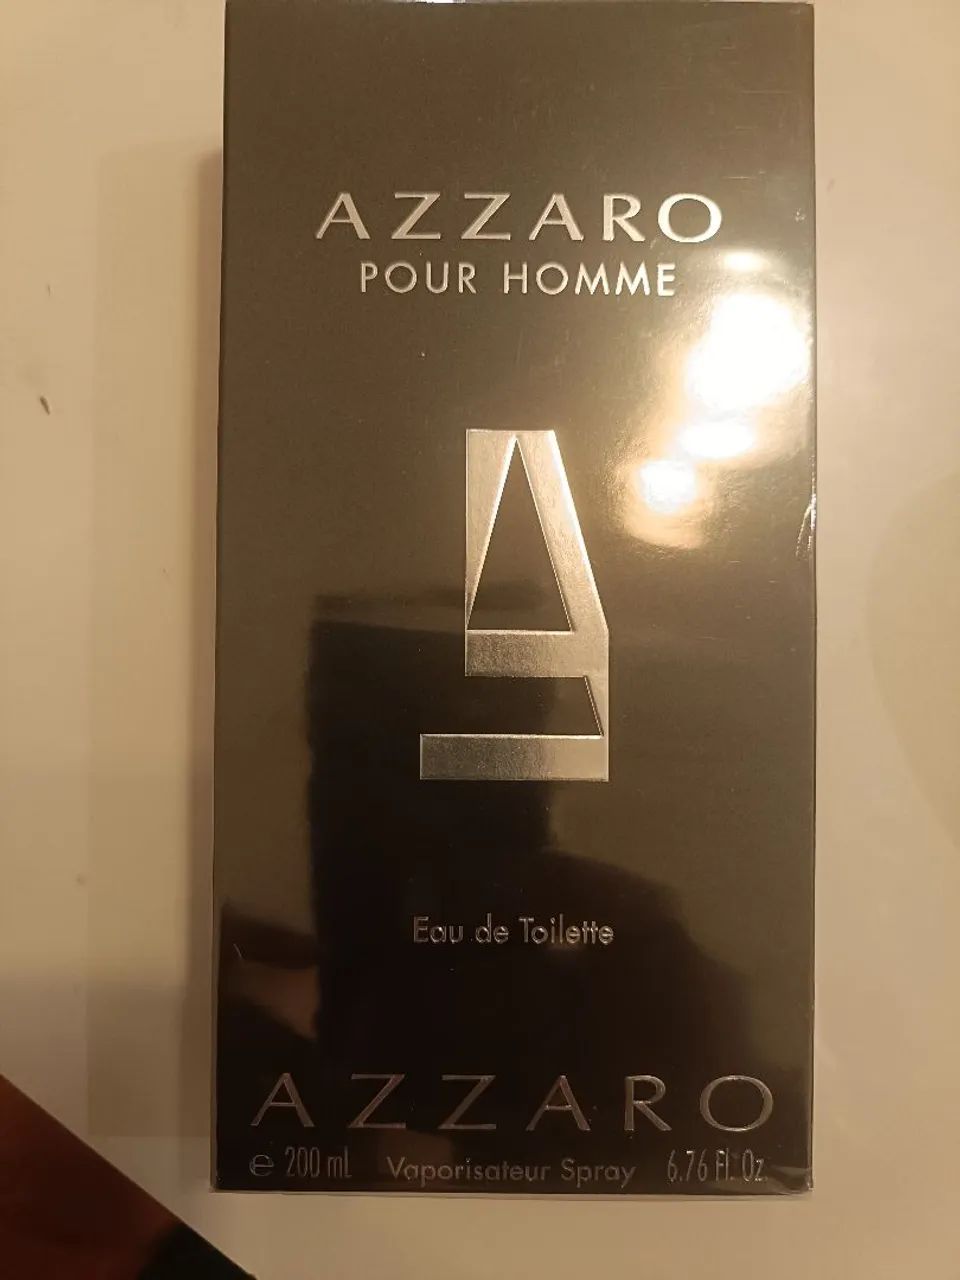 AZZARO
POUR HOMME
Eau de Toilette
AZZARO
℮ 200 ml Vaporisateur Spray 6.76 Fl. Oz.